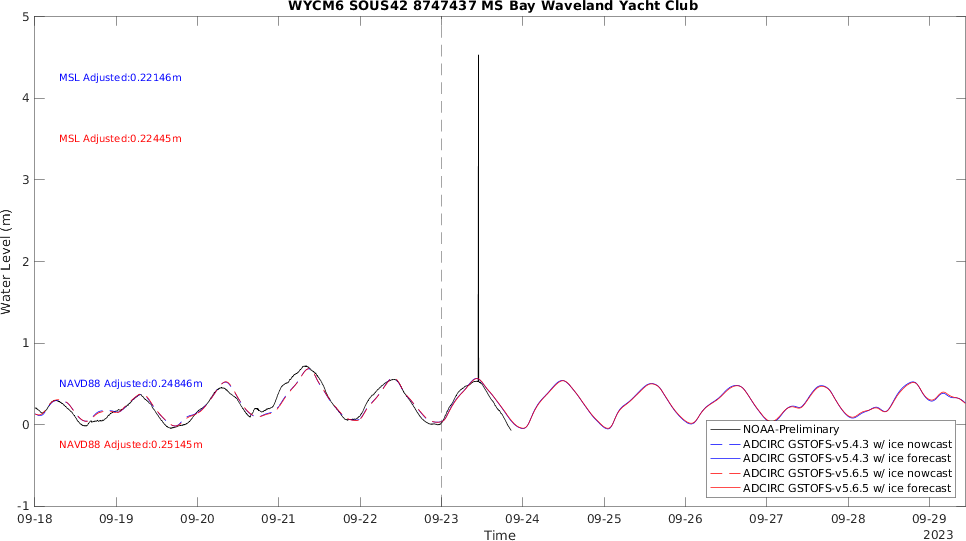 WYCM6 SOUS42 8747437 MS Bay Waveland Yacht Club
5
MSL Adjusted:0.22146m
4
MSL Adjusted:0.22445m
3
Water Level (m)
2
1
NAVD88 Adjusted:0.24846m
0
NAVD88 Adjusted:0.25145m
NOAA-Preliminary
ADCIRC GSTOFS-v5.4.3 w/ ice nowcast
ADCIRC GSTOFS-v5.4.3 w/ ice forecast
ADCIRC GSTOFS-v5.6.5 w/ ice nowcast
ADCIRC GSTOFS-v5.6.5 w/ ice forecast
-1
09-18 09-19 09-20 09-21 09-22 09-23 09-24 09-25 09-26 09-27 09-28 09-29
Time 2023